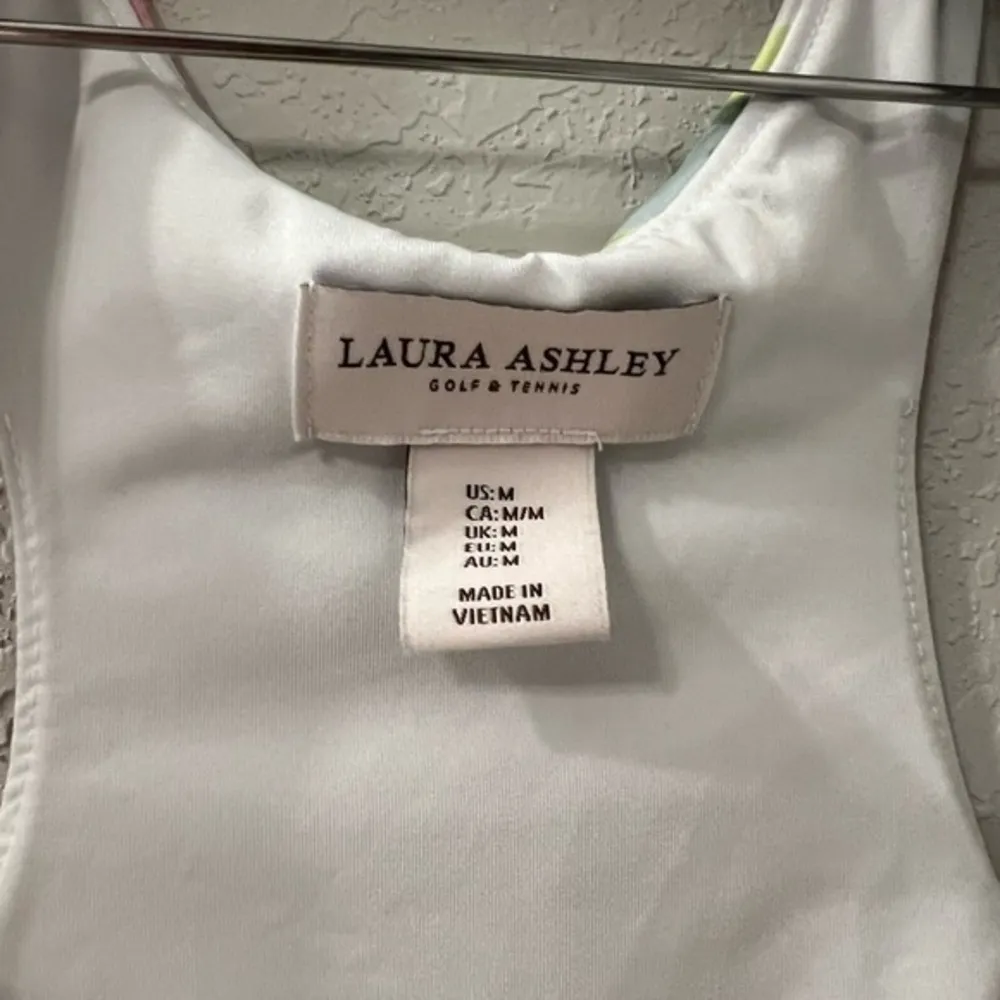 LAURA ASHLEY
GOLF & TENNIS
US: M
CA: M/M
UK: M
EU: M
AU: M
MADE IN
VIETNAM